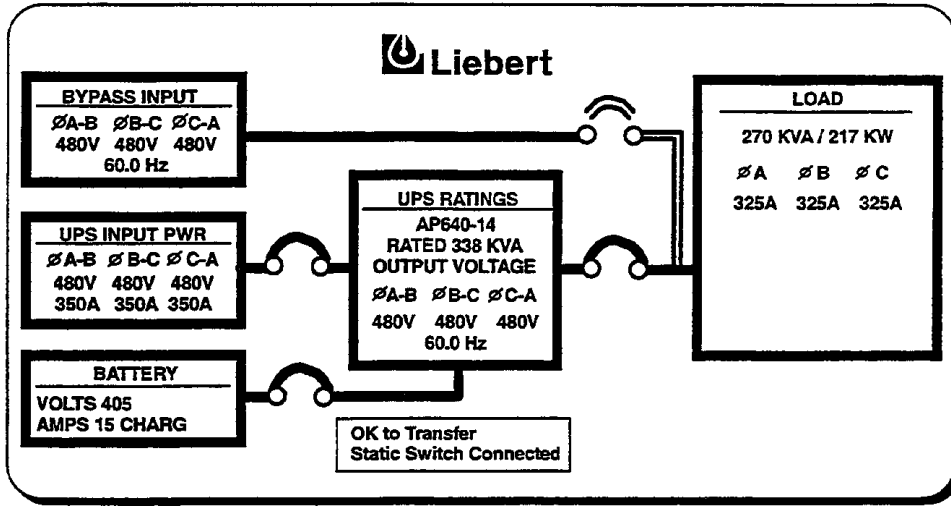 Liebert
BYPASS INPUT
ØA-B ØB-C ØC-A
480V 480V 480V
60.0 Hz
UPS INPUT PWR
ØA-B ØB-C ØC-A
480V 480V 480V
350A 350A 350A
BATTERY
VOLTS 405
AMPS 15 CHARG
UPS RATINGS
AP640-14
RATED 338 KVA
OUTPUT VOLTAGE
ØA-B ØB-C ØC-A
480V 480V 480V
60.0 Hz
OK to Transfer
Static Switch Connected
LOAD
270 KVA / 217 KW
ØA ØB ØC
325A 325A 325A